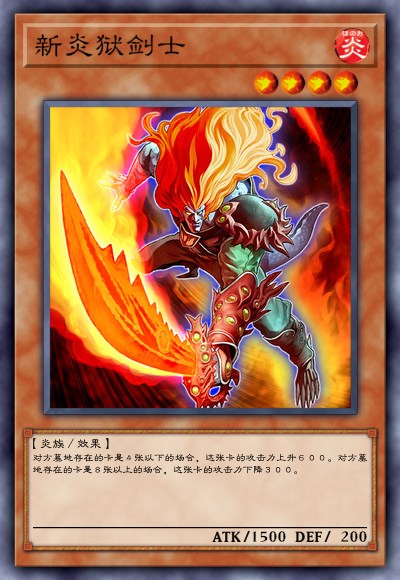 新炎狱剑士
ほのお
炎
【炎族／效果】
对方墓地存在的卡是4张以下的场合，这张卡的攻击力上升600。对方墓
地存在的卡是8张以上的场合，这张卡的攻击力下降300。
ATK/1500 DEF/ 200